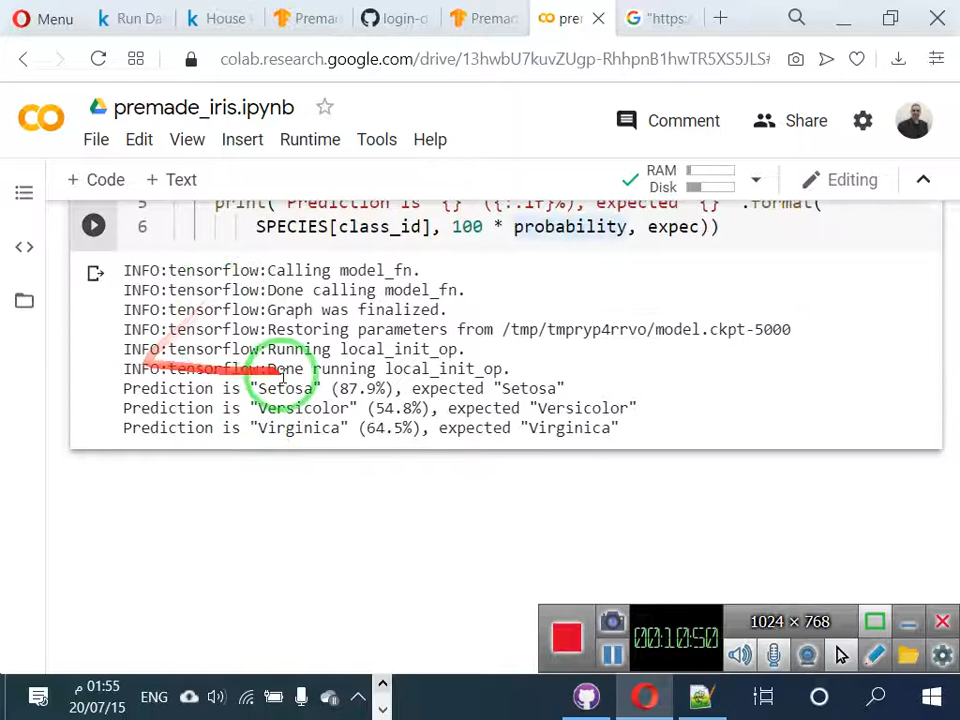 Menu
Run Da
House
Prema
login-d
Prema
pre
"https:
colab.research.google.com/drive/13hwbU7kuvZUgp-RhhpnB1hwTR5XS5JLS#
premade_iris.ipynb
Comment
Share
File Edit View Insert Runtime Tools Help
+ Code + Text
RAM
Disk
Editing
5 print('Prediction is "{}" ({:.1f}%), expected "{}"'.format(
6 SPECIES[class_id], 100 * probability, expec))
INFO:tensorflow:Calling model_fn.
INFO:tensorflow:Done calling model_fn.
INFO:tensorflow:Graph was finalized.
INFO:tensorflow:Restoring parameters from /tmp/tmpryp4rrvo/model.ckpt-5000
INFO:tensorflow:Running local_init_op.
INFO:tensorflow:Done running local_init_op.
Prediction is "Setosa" (87.9%), expected "Setosa"
Prediction is "Versicolor" (54.8%), expected "Versicolor"
Prediction is "Virginica" (64.5%), expected "Virginica"
00:10:50
1024 × 768
01:55 م
20/07/15
ENG